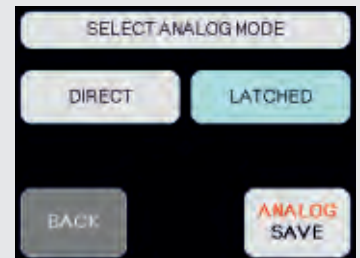 SELECT ANALOG MODE
DIRECT LATCHED
BACK
ANALOG
SAVE